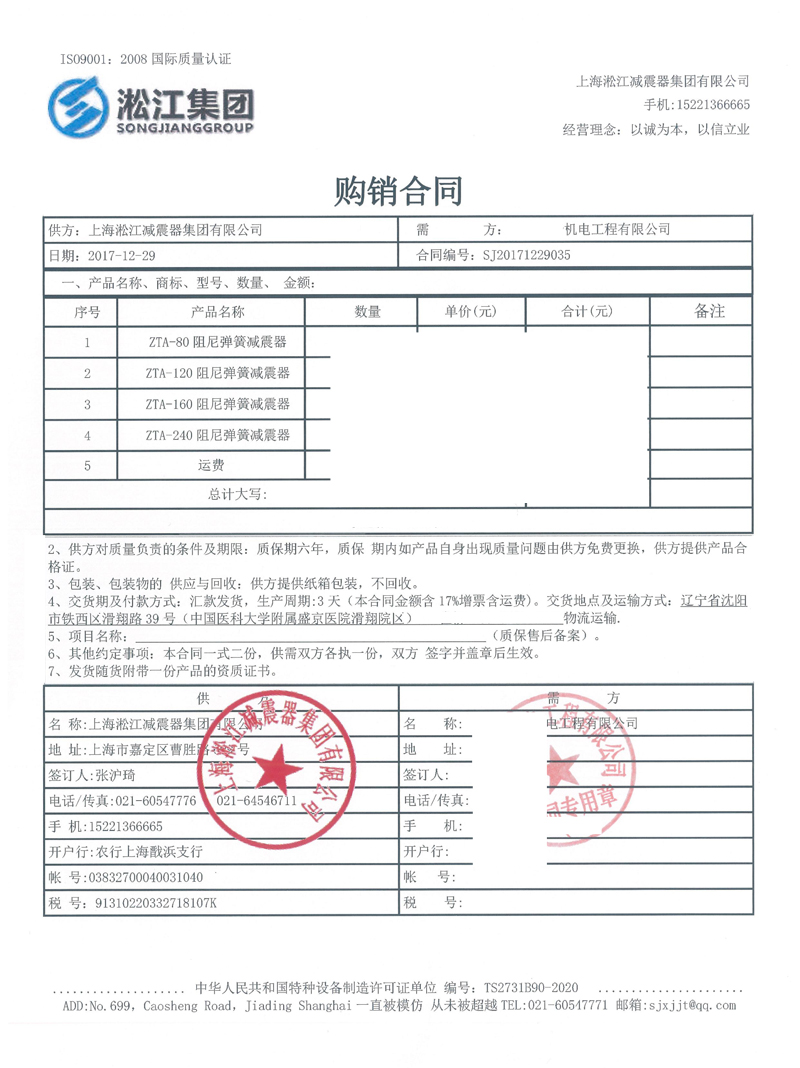 ISO9001：2008 国际质量认证
淞江集团
SONGJIANGGROUP
上海淞江减震器集团有限公司
手机:15221366665
经营理念：以诚为本，以信立业
购销合同
供方：上海淞江减震器集团有限公司 需 方： 机电工程有限公司
日期：2017-12-29 合同编号：SJ20171229035
一、产品名称、商标、型号、数量、 金额：
序号 产品名称 数量 单价(元) 合计(元) 备注
1 ZTA-80 阻尼弹簧减震器
2 ZTA-120 阻尼弹簧减震器
3 ZTA-160 阻尼弹簧减震器
4 ZTA-240 阻尼弹簧减震器
5 运费
总计大写：
2、供方对质量负责的条件及期限：质保期六年，质保 期内如产品自身出现质量问题由供方免费更换，供方提供产品合
格证。
3、包装、包装物的 供应与回收：供方提供纸箱包装，不回收。
4、交货期及付款方式：汇款发货，生产周期:3 天（本合同金额含 17%增票含运费）。交货地点及运输方式：辽宁省沈阳
市铁西区滑翔路 39 号（中国医科大学附属盛京医院滑翔院区） 物流运输.
5、项目名称： （质保售后备案）。
6、其他约定事项：本合同一式二份，供需双方各执一份，双方 签字并盖章后生效。
7、发货随货附带一份产品的资质证书。
供 方 需 方
名 称:上海淞江减震器集团有限公司 名 称: 电工程有限公司
地 址:上海市嘉定区曹胜路 号 地 址:
签订人:张沪琦 签订人:
电话/传真:021-60547776 021-64546711 电话/传真:
手 机:15221366665 手 机:
开户行:农行上海戬浜支行 开户行:
帐 号:03832700040031040 帐 号:
税 号: 91310220332718107K 税 号:
上海淞江减震器集团有限公司
工程有限公司
同专用章
中华人民共和国特种设备制造许可证单位 编号：TS2731B90-2020
ADD:No.699, Caosheng Road, Jiading Shanghai 一直被模仿 从未被超越 TEL:021-60547771 邮箱:sjxjjt@qq.com